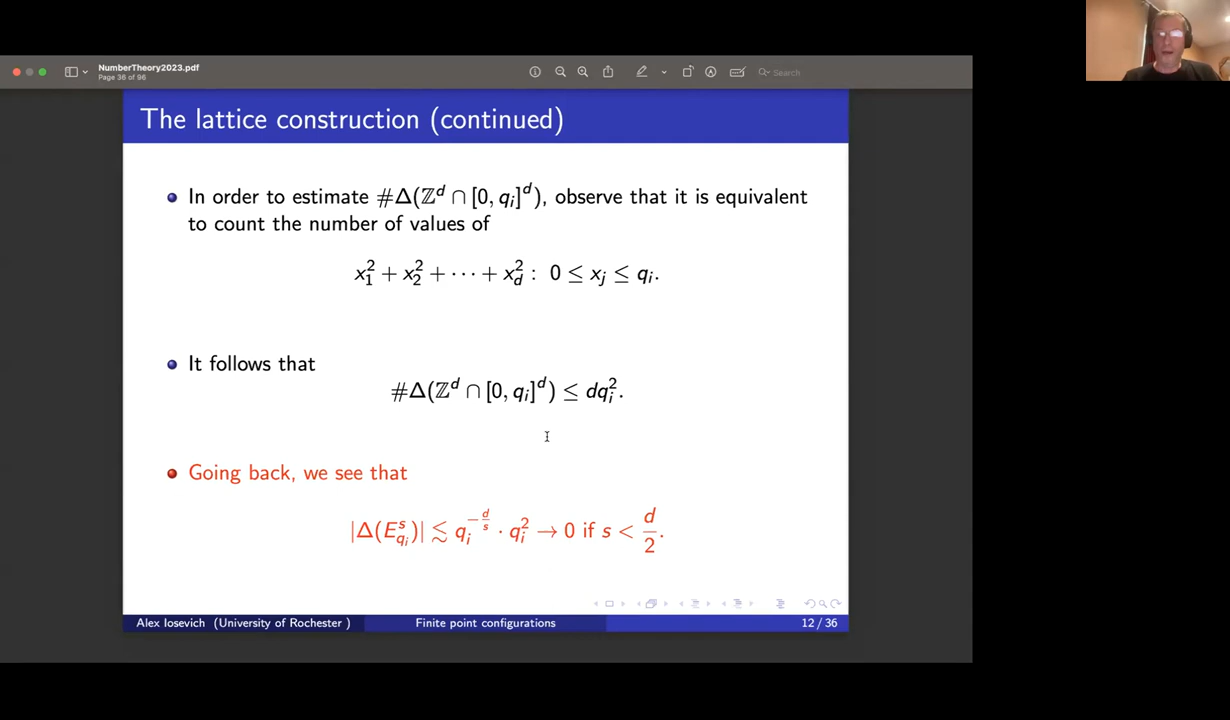 NumberTheory2023.pdf
Page 36 of 96
Search
The lattice construction (continued)
In order to estimate #Δ(ℤ^d ∩ [0, q_i]^d), observe that it is equivalent
to count the number of values of
x_1^2 + x_2^2 + ⋯ + x_d^2 : 0 ≤ x_j ≤ q_i.
It follows that
#Δ(ℤ^d ∩ [0, q_i]^d) ≤ dq_i^2.
Going back, we see that
|Δ(E_{q_i}^s)| ≲ q_i^{-d/s} · q_i^2 → 0 if s < d/2.
Alex Iosevich (University of Rochester ) Finite point configurations 12 / 36